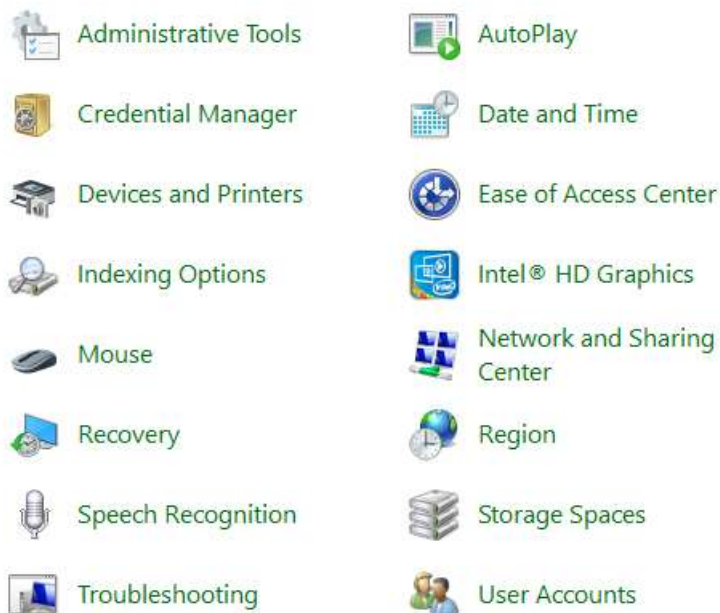 Administrative Tools
AutoPlay
Credential Manager
Date and Time
Devices and Printers
Ease of Access Center
Indexing Options
Intel® HD Graphics
Mouse
Network and Sharing
Center
Recovery
Region
Speech Recognition
Storage Spaces
Troubleshooting
User Accounts